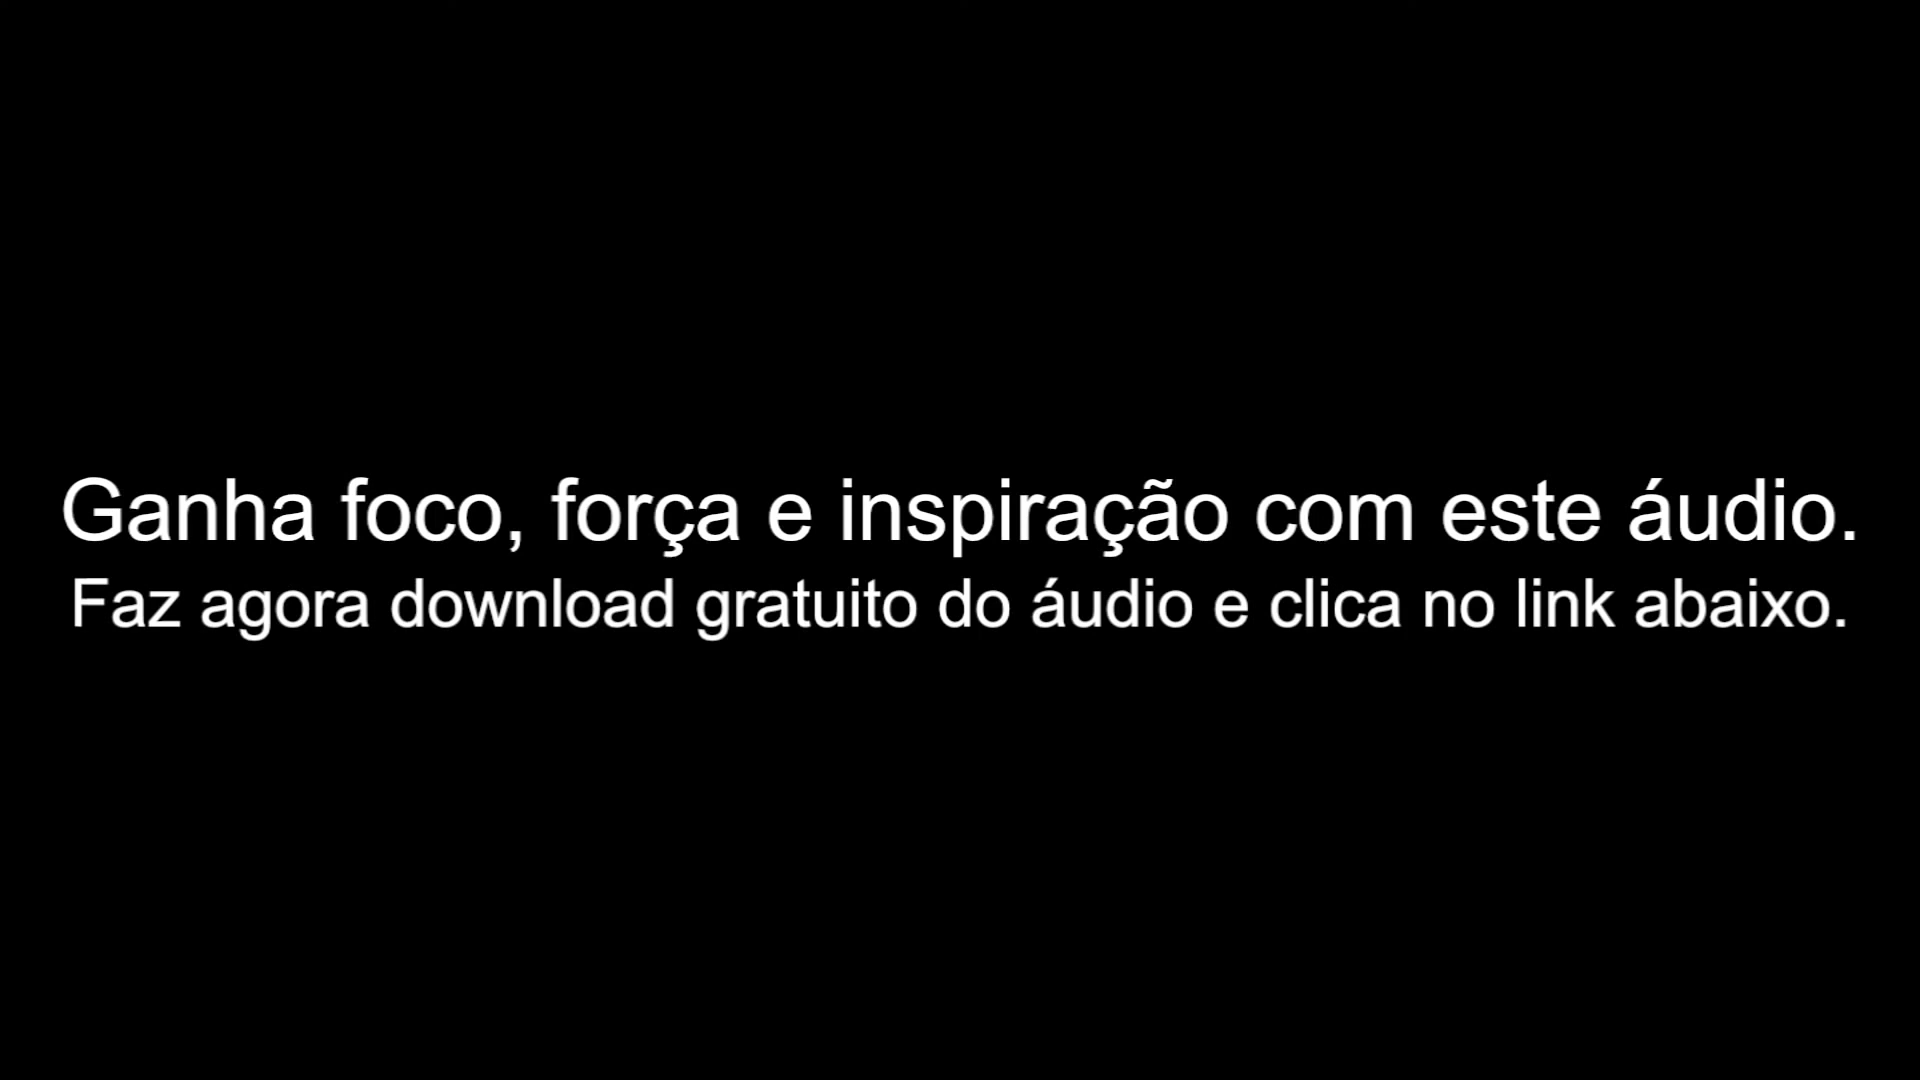 Ganha foco, força e inspiração com este áudio.
Faz agora download gratuito do áudio e clica no link abaixo.